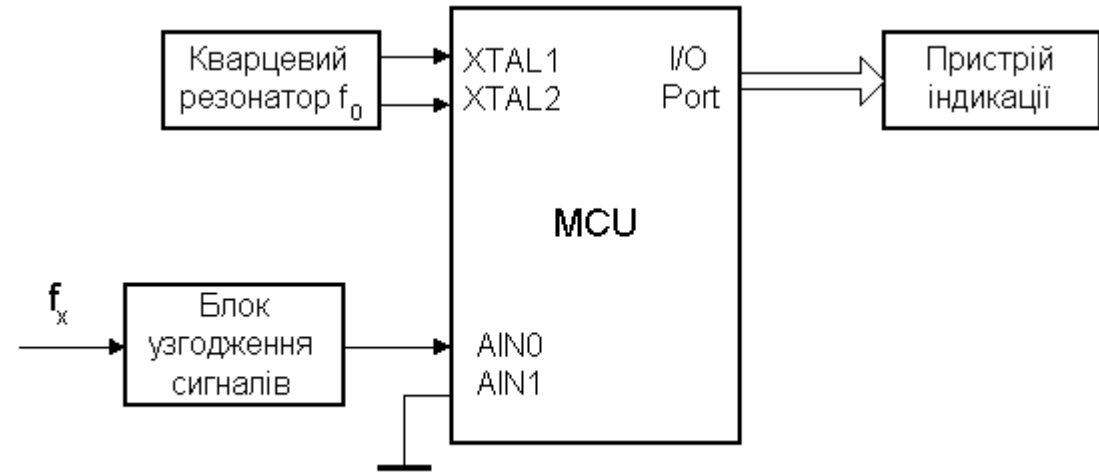 Кварцевий
резонатор f0
XTAL1
XTAL2
I/O
Port
Пристрій
індикації
MCU
fx
Блок
узгодження
сигналів
AIN0
AIN1